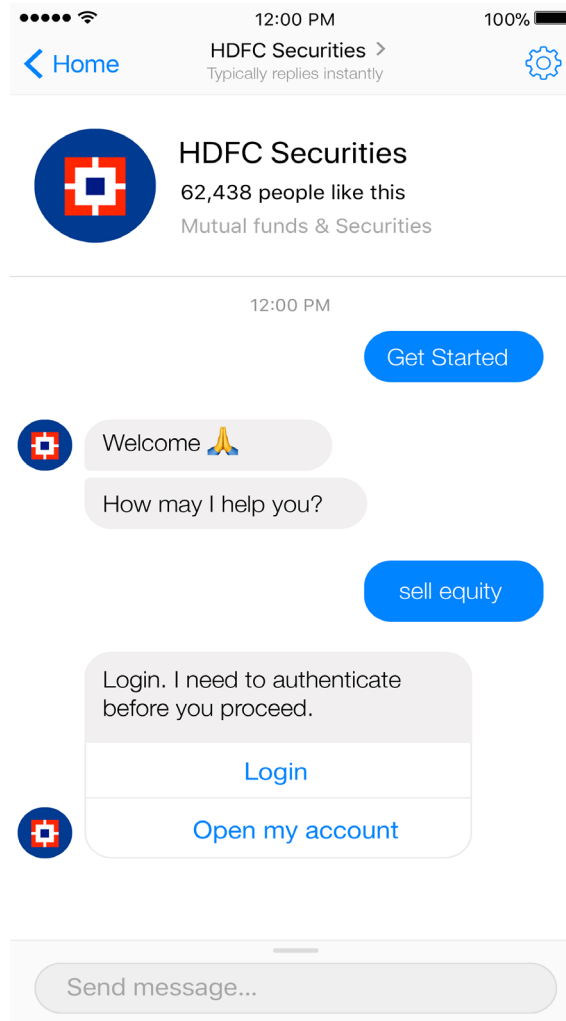 12:00 PM 100%
Home HDFC Securities
Typically replies instantly
HDFC Securities
62,438 people like this
Mutual funds & Securities
12:00 PM
Get Started
Welcome 🙏
How may I help you?
sell equity
Login. I need to authenticate
before you proceed.
Login
Open my account
Send message...